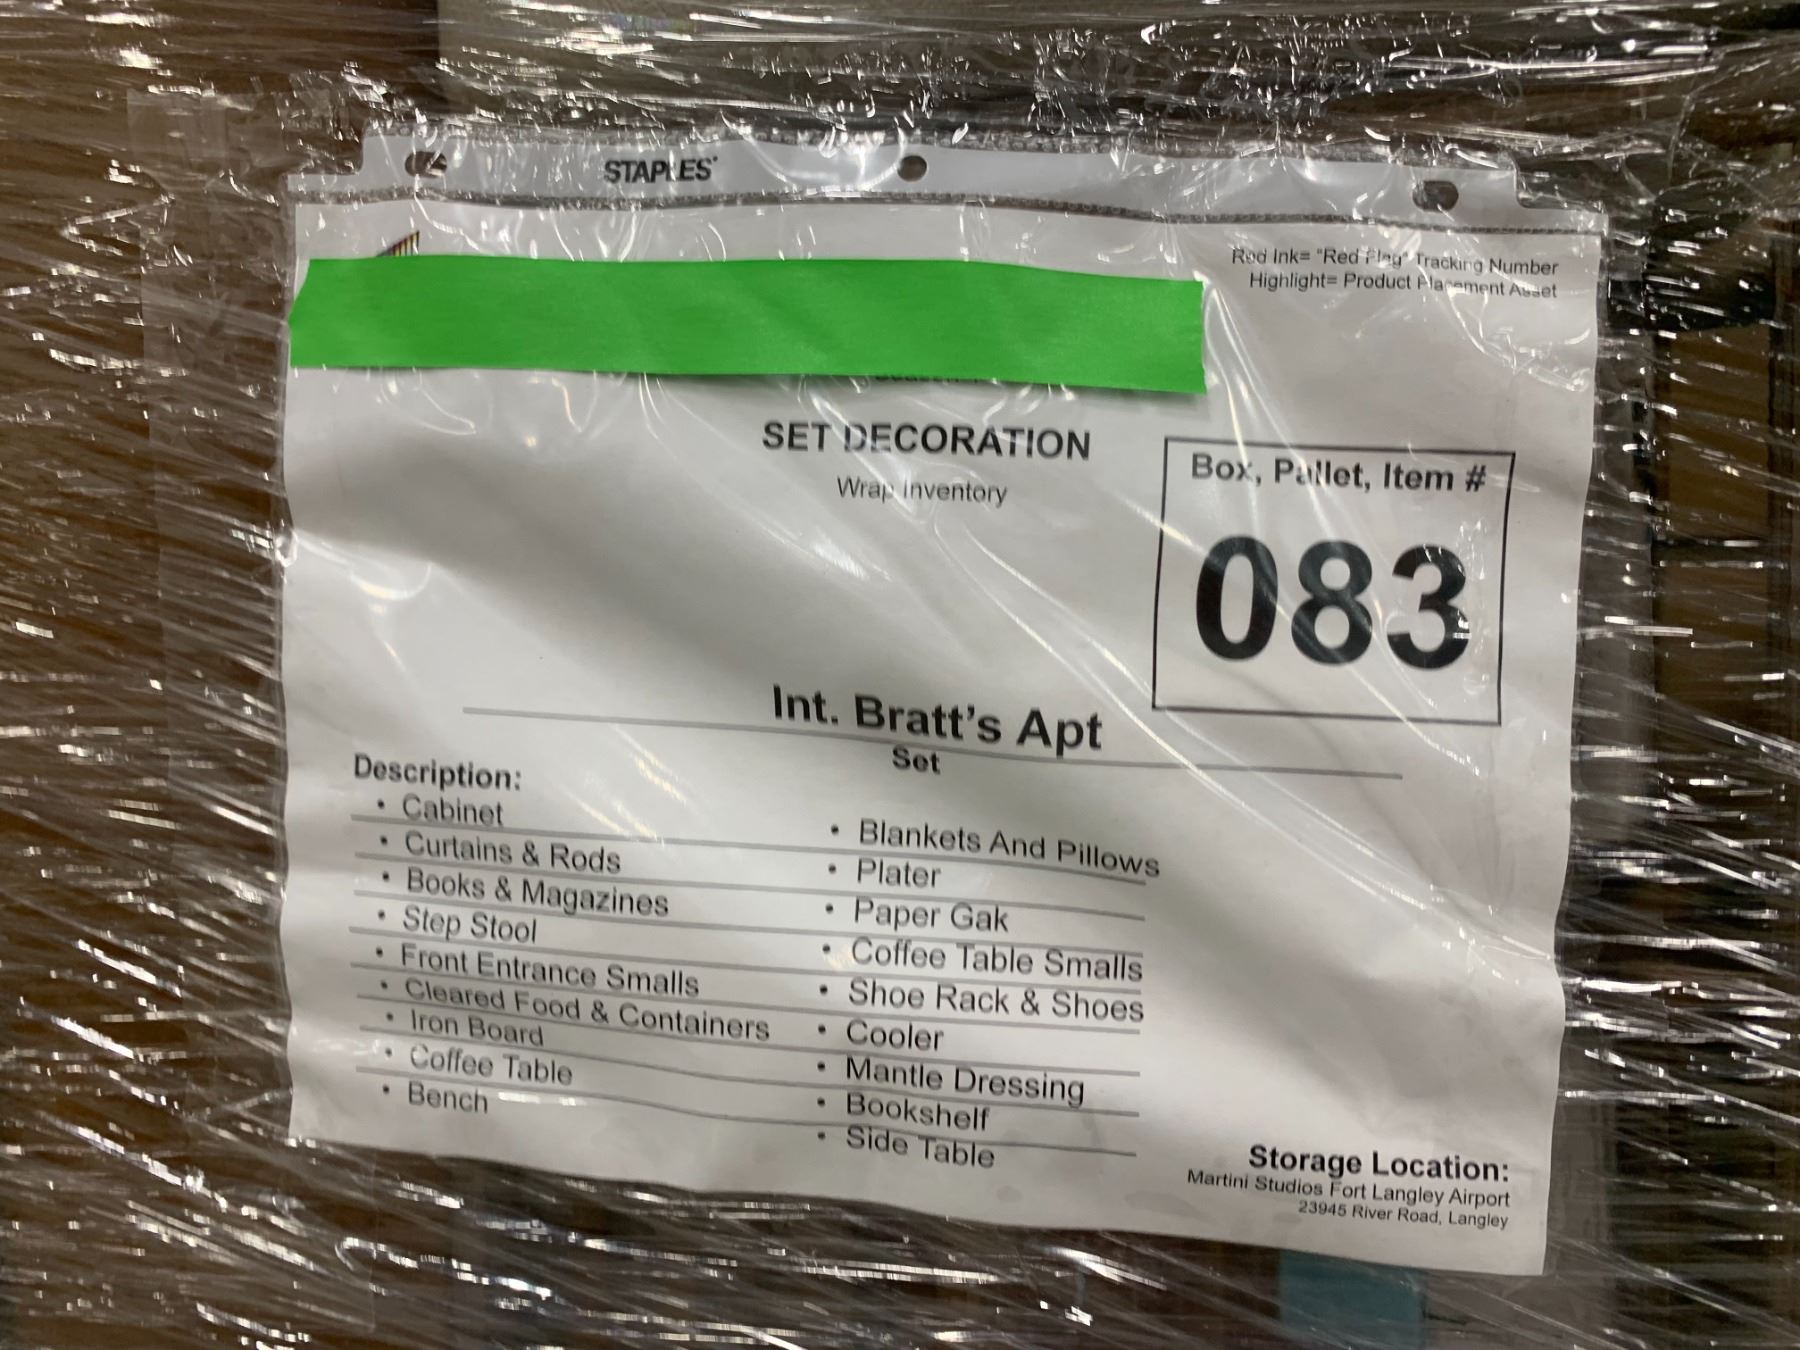 STAPLES
Red Ink= "Red Flag" Tracking Number
Highlight= Product Placement Asset
SET DECORATION
Wrap Inventory
Box, Pallet, Item #
083
Int. Bratt's Apt
Set
Description:
• Cabinet
• Curtains & Rods
• Books & Magazines
• Step Stool
• Front Entrance Smalls
• Cleared Food & Containers
• Iron Board
• Coffee Table
• Bench
• Blankets And Pillows
• Plater
• Paper Gak
• Coffee Table Smalls
• Shoe Rack & Shoes
• Cooler
• Mantle Dressing
• Bookshelf
• Side Table
Storage Location:
Martini Studios Fort Langley Airport
23945 River Road, Langley